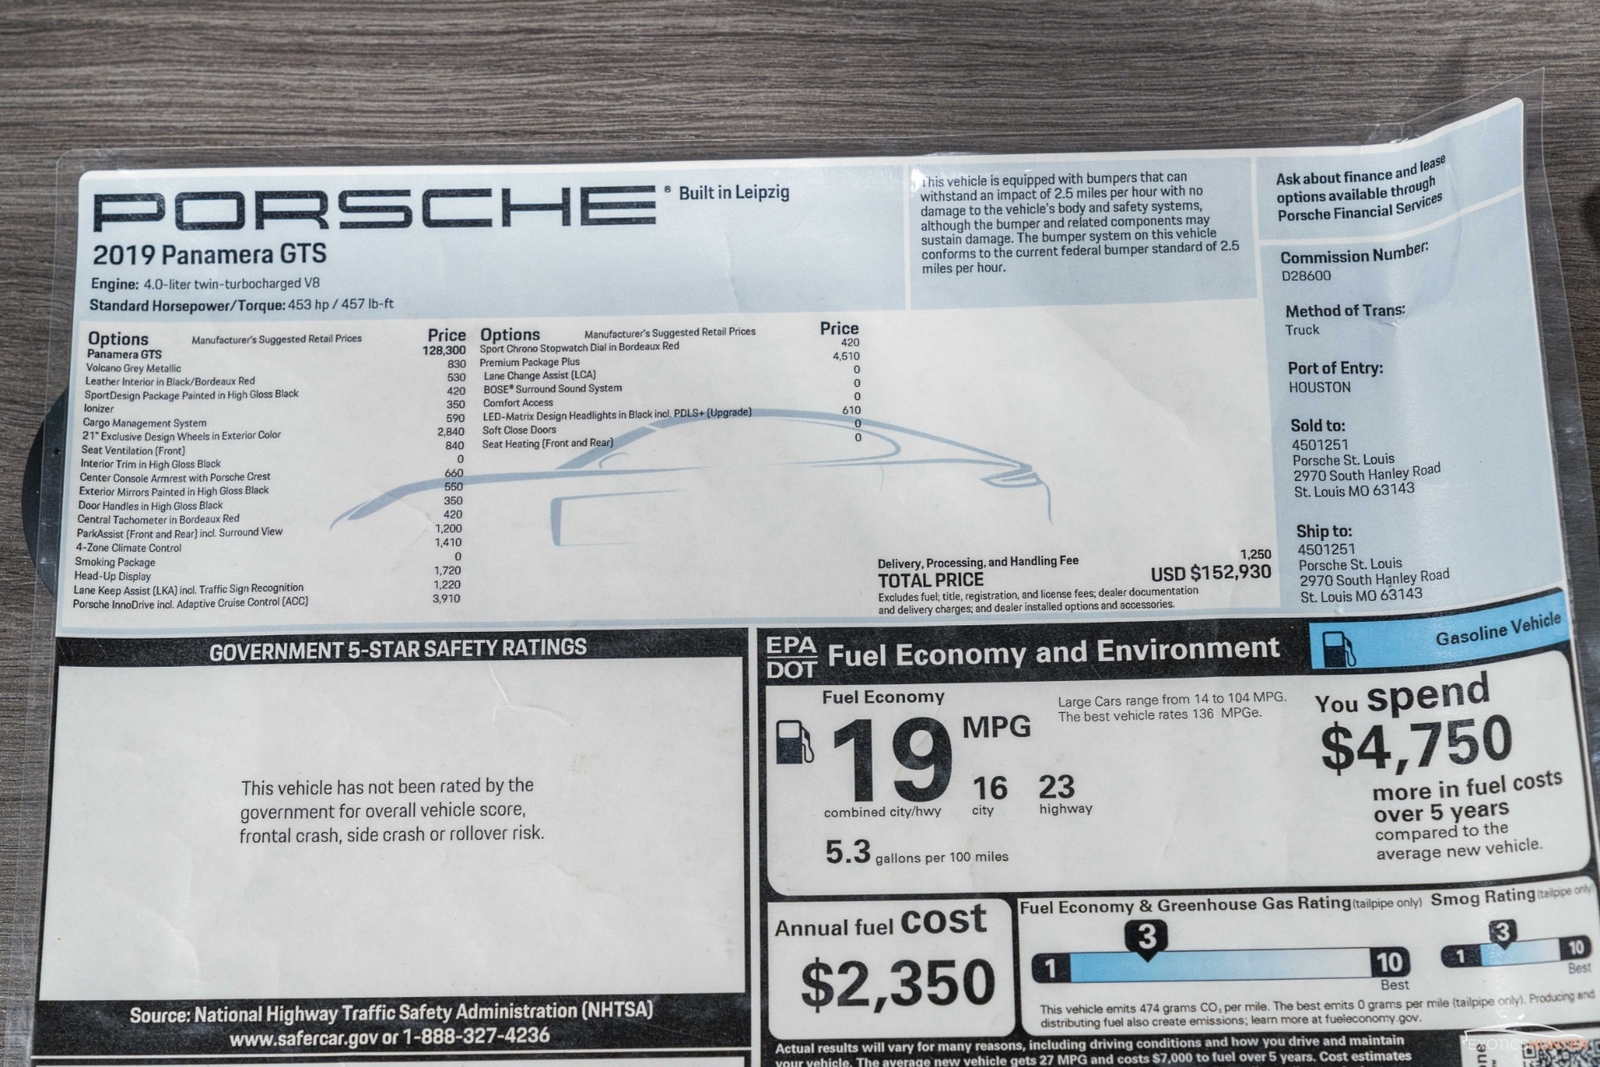 PORSCHE® Built in Leipzig
2019 Panamera GTS
Engine: 4.0-liter twin-turbocharged V8
Standard Horsepower/Torque: 453 hp / 457 lb-ft
This vehicle is equipped with bumpers that can
withstand an impact of 2.5 miles per hour with no
damage to the vehicle's body and safety systems,
although the bumper and related components may
sustain damage. The bumper system on this vehicle
conforms to the current federal bumper standard of 2.5
miles per hour.
Ask about finance and lease
options available through
Porsche Financial Services
Commission Number:
D28600
Method of Trans:
Truck
Port of Entry:
HOUSTON
Sold to:
4501251
Porsche St. Louis
2970 South Hanley Road
St. Louis MO 63143
Ship to:
4501251
Porsche St. Louis
2970 South Hanley Road
St. Louis MO 63143
Options Manufacturer's Suggested Retail Prices Price
Panamera GTS 128,300
Volcano Grey Metallic 830
Leather Interior in Black/Bordeaux Red 530
SportDesign Package Painted in High Gloss Black 420
Ionizer 350
Cargo Management System 590
21" Exclusive Design Wheels in Exterior Color 2,840
Seat Ventilation (Front) 840
Interior Trim in High Gloss Black 0
Center Console Armrest with Porsche Crest 660
Exterior Mirrors Painted in High Gloss Black 550
Door Handles in High Gloss Black 350
Central Tachometer in Bordeaux Red 420
ParkAssist (Front and Rear) incl. Surround View 1,200
4-Zone Climate Control 1,410
Smoking Package 0
Head-Up Display 1,720
Lane Keep Assist (LKA) incl. Traffic Sign Recognition 1,220
Porsche InnoDrive incl. Adaptive Cruise Control (ACC) 3,910
Options Manufacturer's Suggested Retail Prices Price
Sport Chrono Stopwatch Dial in Bordeaux Red 420
Premium Package Plus 4,510
Lane Change Assist (LCA) 0
BOSE® Surround Sound System 0
Comfort Access 0
LED-Matrix Design Headlights in Black incl. PDLS+ (Upgrade) 610
Soft Close Doors 0
Seat Heating (Front and Rear) 0
Delivery, Processing, and Handling Fee 1,250
TOTAL PRICE USD $152,930
Excludes fuel; title, registration, and license fees; dealer documentation
and delivery charges; and dealer installed options and accessories.
GOVERNMENT 5-STAR SAFETY RATINGS
This vehicle has not been rated by the
government for overall vehicle score,
frontal crash, side crash or rollover risk.
Source: National Highway Traffic Safety Administration (NHTSA)
www.safercar.gov or 1-888-327-4236
EPA
DOT
Fuel Economy and Environment
Gasoline Vehicle
Fuel Economy
19 MPG
combined city/hwy
16
city
23
highway
5.3 gallons per 100 miles
Large Cars range from 14 to 104 MPG.
The best vehicle rates 136 MPGe.
You spend
$4,750
more in fuel costs
over 5 years
compared to the
average new vehicle.
Annual fuel cost
$2,350
Fuel Economy & Greenhouse Gas Rating (tailpipe only)
3
1 10
Best
Smog Rating (tailpipe only)
3
1 10
Best
This vehicle emits 474 grams CO₂ per mile. The best emits 0 grams per mile (tailpipe only). Producing and
distributing fuel also create emissions; learn more at fueleconomy.gov.
Actual results will vary for many reasons, including driving conditions and how you drive and maintain
your vehicle. The average new vehicle gets 27 MPG and costs $7,000 to fuel over 5 years. Cost estimates